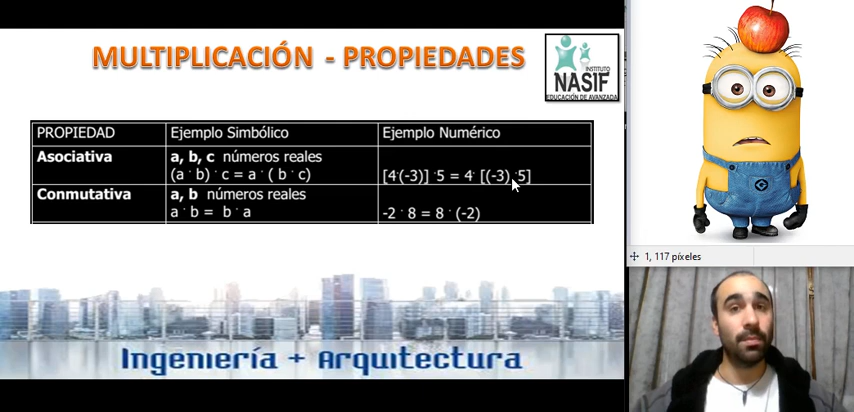 MULTIPLICACIÓN - PROPIEDADES
INSTITUTO
NASIF
EDUCACIÓN DE AVANZADA
PROPIEDAD Ejemplo Simbólico Ejemplo Numérico
Asociativa a, b, c números reales
(a · b) · c = a · ( b · c) [4·(-3)] ·5 = 4· [(-3)·5]
Conmutativa a, b números reales
a · b = b · a -2 · 8 = 8 · (-2)
Ingeniería + Arquitectura
1, 117 píxeles